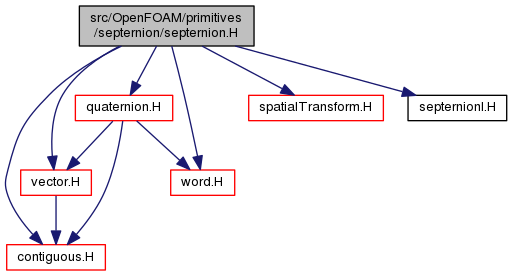 src/OpenFOAM/primitives
/septernion/septernion.H
quaternion.H
spatialTransform.H
septernionI.H
vector.H
word.H
contiguous.H